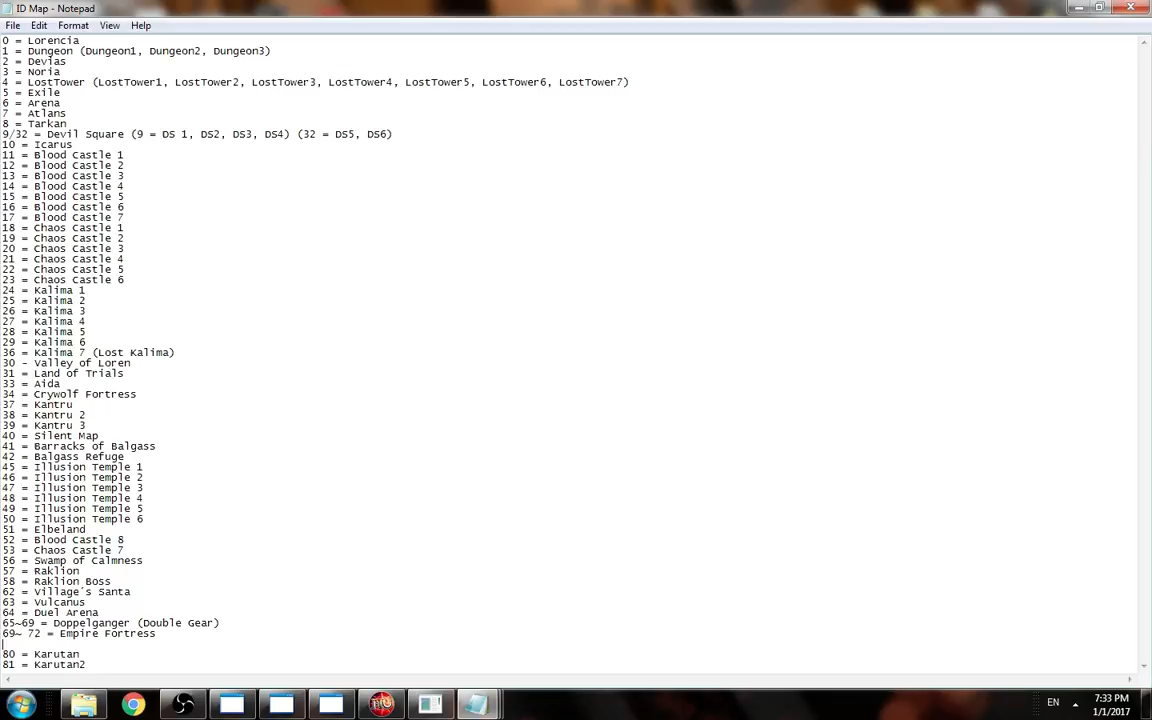 ID Map - Notepad
File Edit Format View Help
0 = Lorencia
1 = Dungeon (Dungeon1, Dungeon2, Dungeon3)
2 = Devias
3 = Noria
4 = LostTower (LostTower1, LostTower2, LostTower3, LostTower4, LostTower5, LostTower6, LostTower7)
5 = Exile
6 = Arena
7 = Atlans
8 = Tarkan
9/32 = Devil Square (9 = DS 1, DS2, DS3, DS4) (32 = DS5, DS6)
10 = Icarus
11 = Blood Castle 1
12 = Blood Castle 2
13 = Blood Castle 3
14 = Blood Castle 4
15 = Blood Castle 5
16 = Blood Castle 6
17 = Blood Castle 7
18 = Chaos Castle 1
19 = Chaos Castle 2
20 = Chaos Castle 3
21 = Chaos Castle 4
22 = Chaos Castle 5
23 = Chaos Castle 6
24 = Kalima 1
25 = Kalima 2
26 = Kalima 3
27 = Kalima 4
28 = Kalima 5
29 = Kalima 6
36 = Kalima 7 (Lost Kalima)
30 - Valley of Loren
31 = Land of Trials
33 = Aida
34 = Crywolf Fortress
37 = Kantru
38 = Kantru 2
39 = Kantru 3
40 = Silent Map
41 = Barracks of Balgass
42 = Balgass Refuge
45 = Illusion Temple 1
46 = Illusion Temple 2
47 = Illusion Temple 3
48 = Illusion Temple 4
49 = Illusion Temple 5
50 = Illusion Temple 6
51 = Elbeland
52 = Blood Castle 8
53 = Chaos Castle 7
56 = Swamp of Calmness
57 = Raklion
58 = Raklion Boss
62 = Village´s Santa
63 = Vulcanus
64 = Duel Arena
65~69 = Doppelganger (Double Gear)
69~ 72 = Empire Fortress
80 = Karutan
81 = Karutan2
EN
7:33 PM
1/1/2017